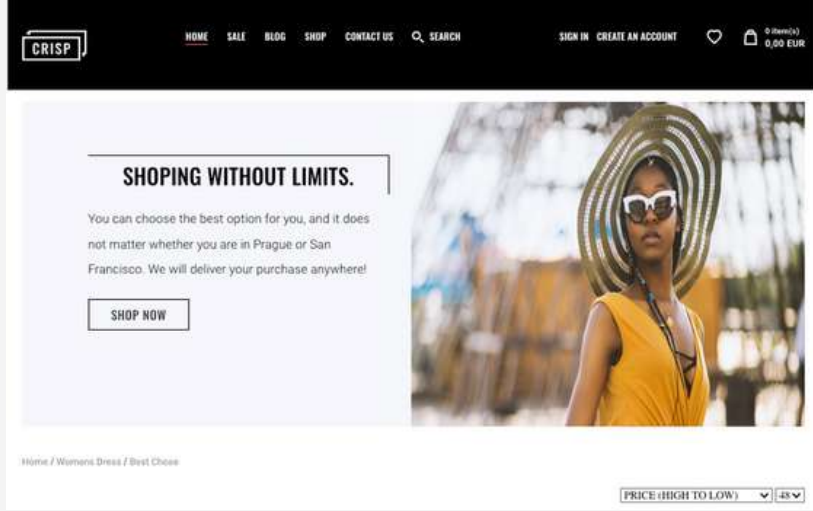 CRISP
HOME SALE BLOG SHOP CONTACT US SEARCH SIGN IN CREATE AN ACCOUNT
0 item(s)
0,00 EUR
SHOPING WITHOUT LIMITS.
You can choose the best option for you, and it does
not matter whether you are in Prague or San
Francisco. We will deliver your purchase anywhere!
SHOP NOW
Home / Womens Dress / Best Chose
PRICE (HIGH TO LOW) 48